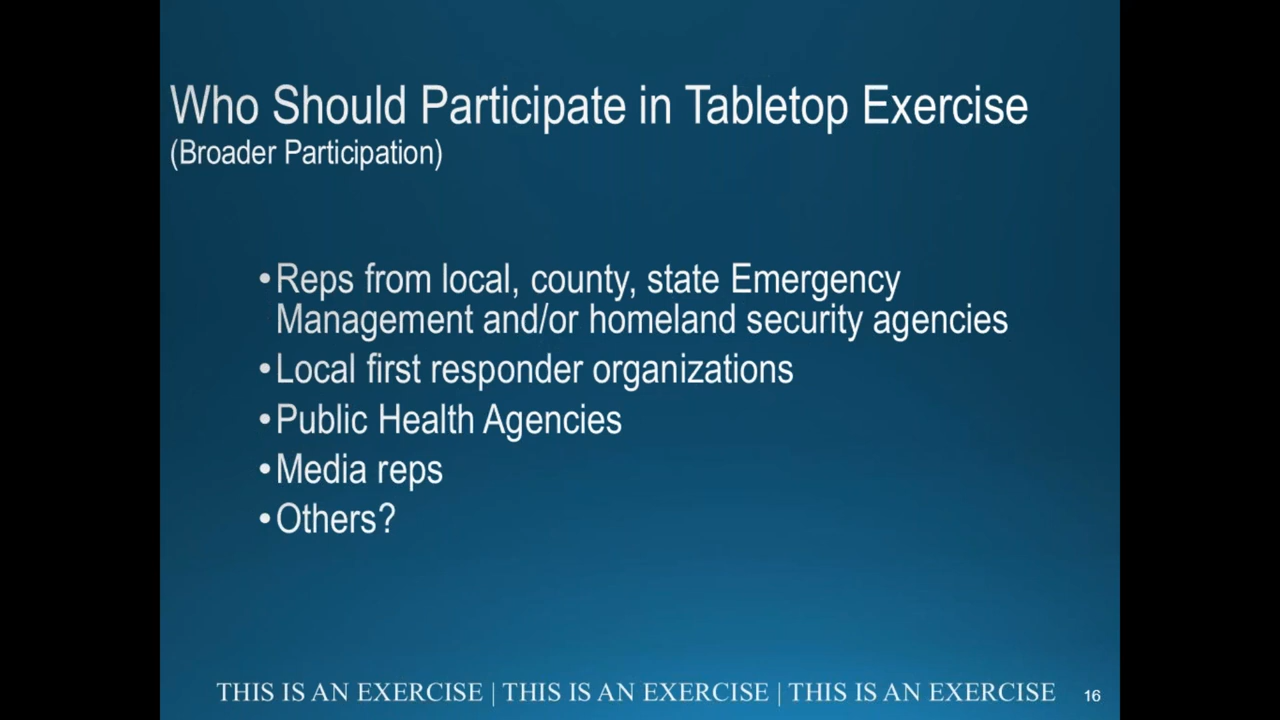 Who Should Participate in Tabletop Exercise
(Broader Participation)
•Reps from local, county, state Emergency
Management and/or homeland security agencies
•Local first responder organizations
•Public Health Agencies
•Media reps
•Others?
THIS IS AN EXERCISE | THIS IS AN EXERCISE | THIS IS AN EXERCISE 16